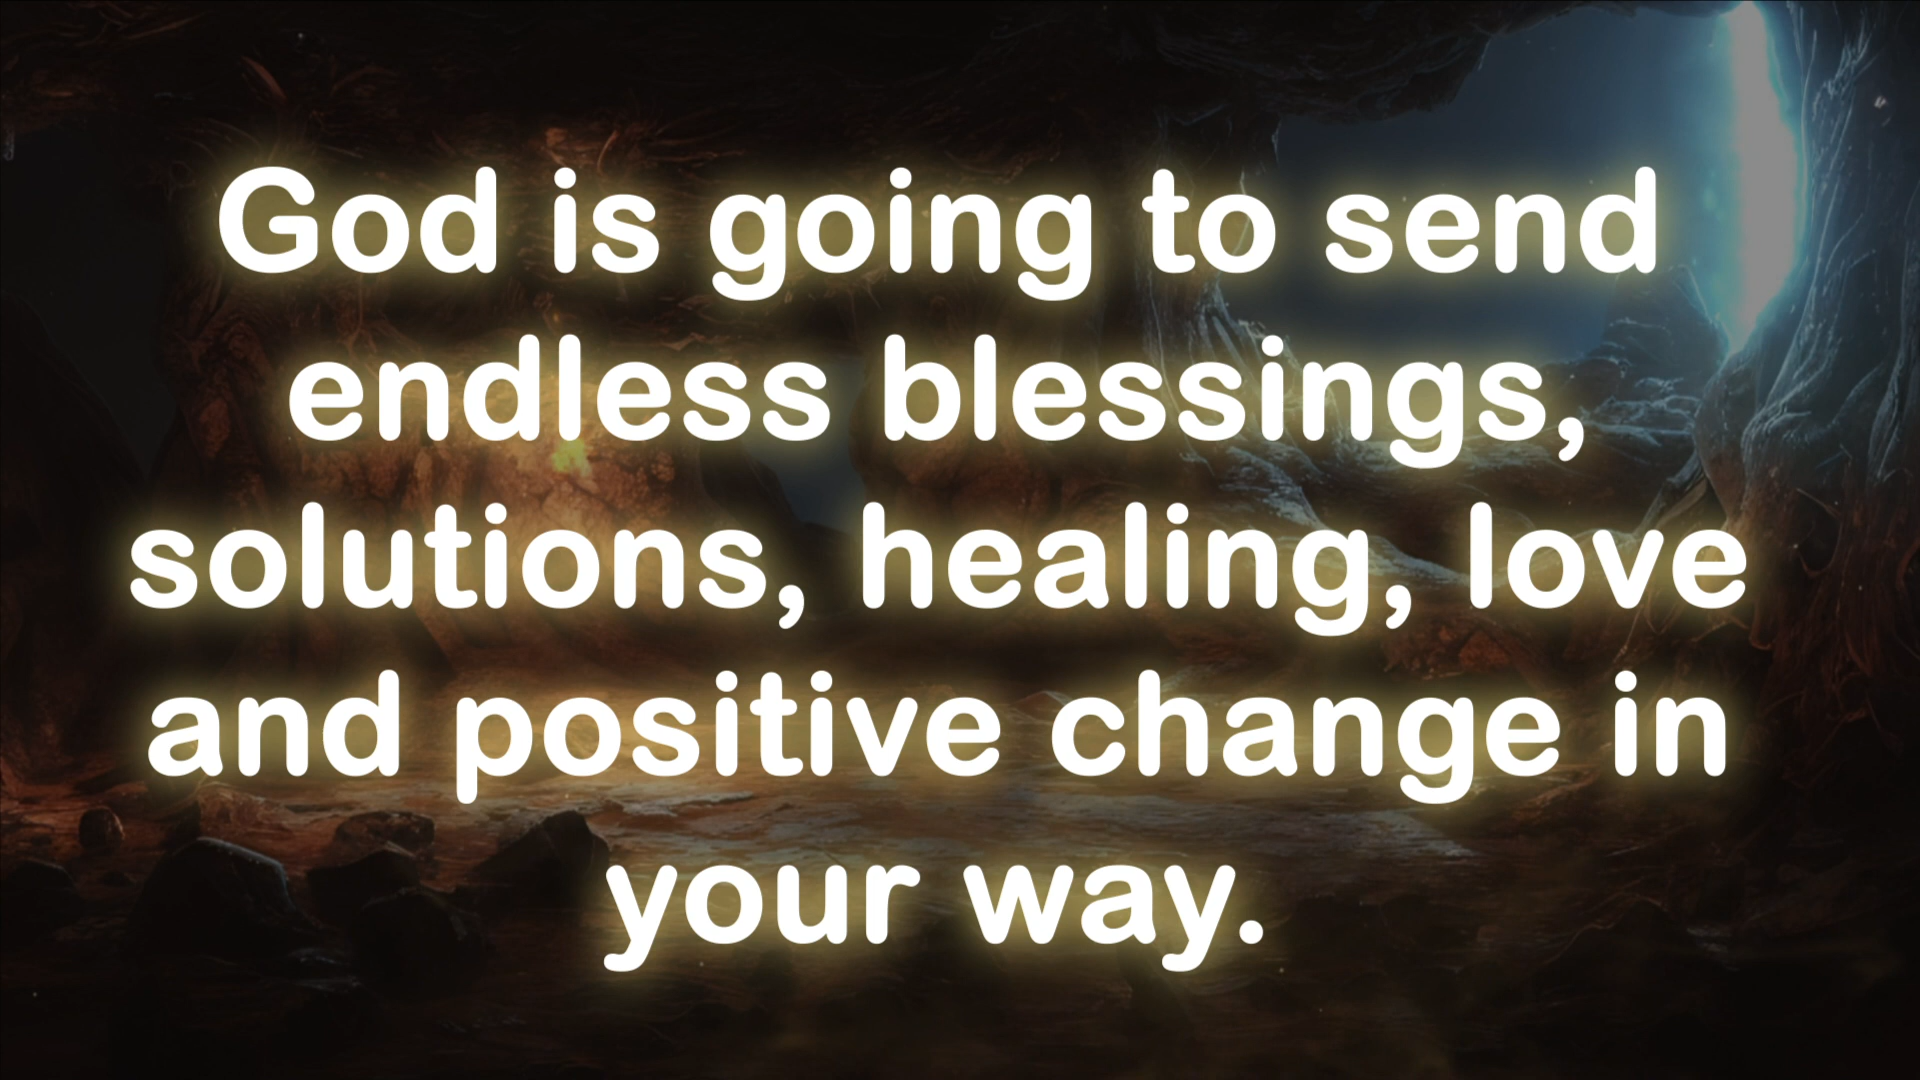 God is going to send
endless blessings,
solutions, healing, love
and positive change in
your way.